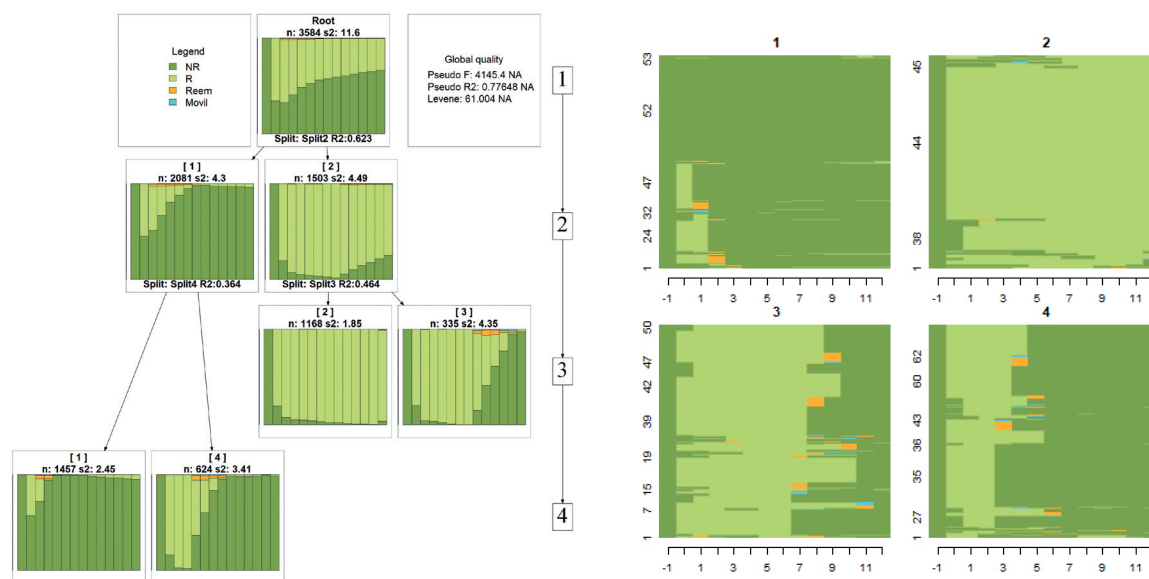 Root
n: 3584 s2: 11.6
Legend
NR
R
Reem
Movil
Global quality
Pseudo F: 4145.4 NA
Pseudo R2: 0.77648 NA
Levene: 61.004 NA
1
Split: Split2 R2:0.623
[ 1 ]
n: 2081 s2: 4.3
[ 2 ]
n: 1503 s2: 4.49
2
Split: Split4 R2:0.364
Split: Split3 R2:0.464
[ 2 ]
n: 1168 s2: 1.85
[ 3 ]
n: 335 s2: 4.35
3
[ 1 ]
n: 1457 s2: 2.45
[ 4 ]
n: 624 s2: 3.41
4
1
53
52
47
32
24
1
-1 1 3 5 7 9 11
2
45
44
38
1
-1 1 3 5 7 9 11
3
50
47
42
39
19
15
7
1
-1 1 3 5 7 9 11
4
62
60
43
36
27
1
-1 1 3 5 7 9 11